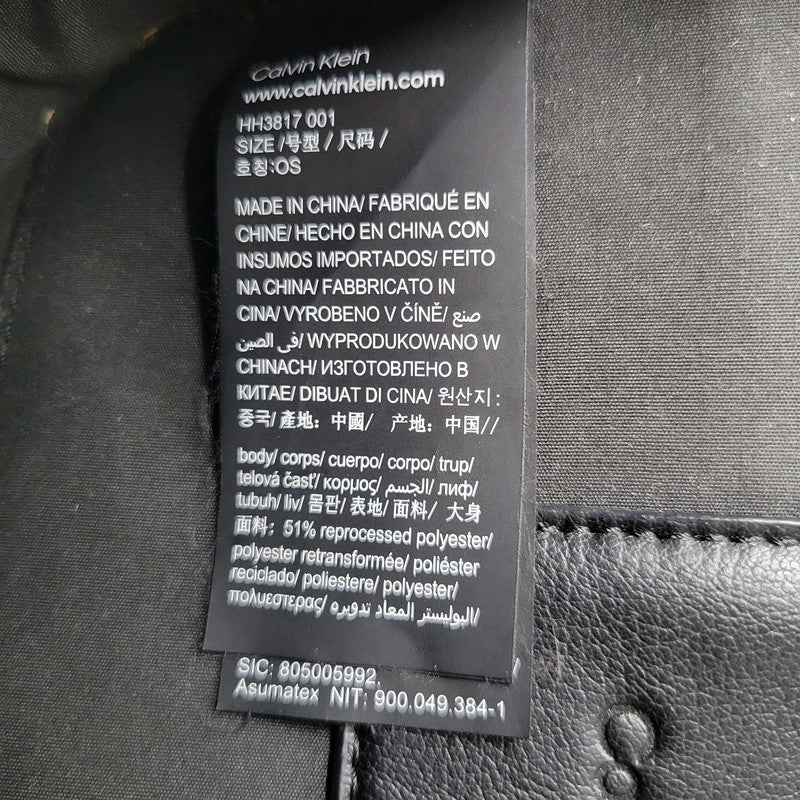 Calvin Klein
www.calvinklein.com
HH3817 001
SIZE /号型 / 尺码 /
호칭:OS
MADE IN CHINA/ FABRIQUÉ EN
CHINE/ HECHO EN CHINA CON
INSUMOS IMPORTADOS/ FEITO
NA CHINA/ FABBRICATO IN
CINA/ VYROBENO V ČÍNĚ/ صنع
في الصين/ WYPRODUKOWANO W
CHINACH/ ИЗГОТОВЛЕНО В
КИТАЕ/ DIBUAT DI CINA/ 원산지 :
중국/ 產地: 中國/ 产地: 中国//
body/ corps/ cuerpo/ corpo/ trup/
telová časť/ κορμος/ الجسم/ лиф/
tubuh/ liv/ 몸판/ 表地/ 面料/ 大身
面料: 51% reprocessed polyester/
polyester retransformée/ poliéster
reciclado/ poliestere/ polyester/
πολυεστερας/ البوليستر المعاد تدويره/
SIC: 805005992.
Asumatex NIT: 900.049.384-1